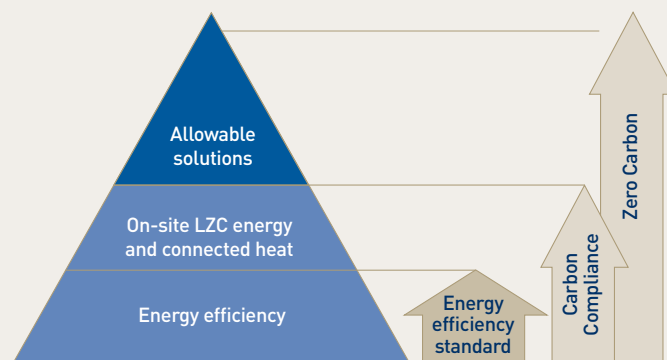 Allowable
solutions
On-site LZC energy
and connected heat
Energy efficiency
Energy
efficiency
standard
Carbon
Compliance
Zero Carbon